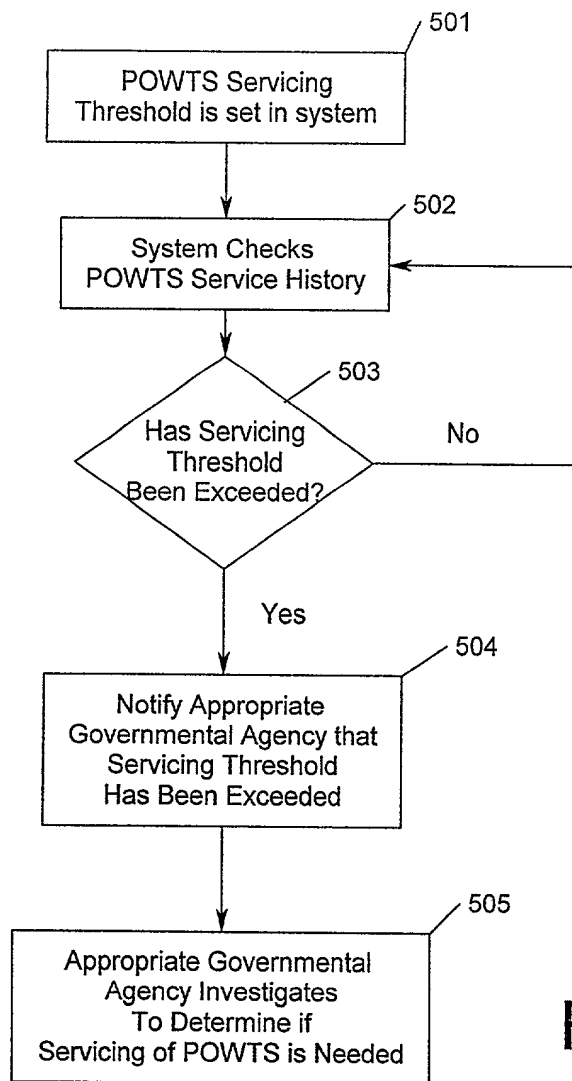 501
POWTS Servicing
Threshold is set in system
502
System Checks
POWTS Service History
503
Has Servicing
Threshold
Been Exceeded?
No
Yes
504
Notify Appropriate
Governmental Agency that
Servicing Threshold
Has Been Exceeded
505
Appropriate Governmental
Agency Investigates
To Determine if
Servicing of POWTS is Needed